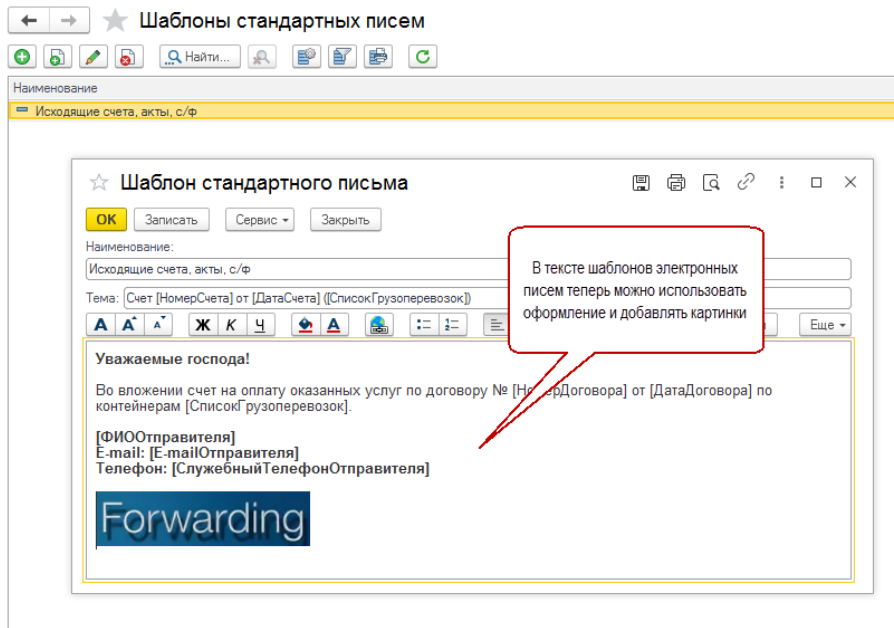 Шаблоны стандартных писем
Найти...
Наименование
Исходящие счета, акты, с/ф
Шаблон стандартного письма
ОК Записать Сервис Закрыть
Наименование:
Исходящие счета, акты, с/ф
Тема: Счет [НомерСчета] от [ДатаСчета] ([СписокГрузоперевозок])
А А А Ж К Ч А Еще
В тексте шаблонов электронных
писем теперь можно использовать
оформление и добавлять картинки
Уважаемые господа!
Во вложении счет на оплату оказанных услуг по договору № [НомерДоговора] от [ДатаДоговора] по
контейнерам [СписокГрузоперевозок].
[ФИООтправителя]
E-mail: [E-mailОтправителя]
Телефон: [СлужебныйТелефонОтправителя]
Forwarding